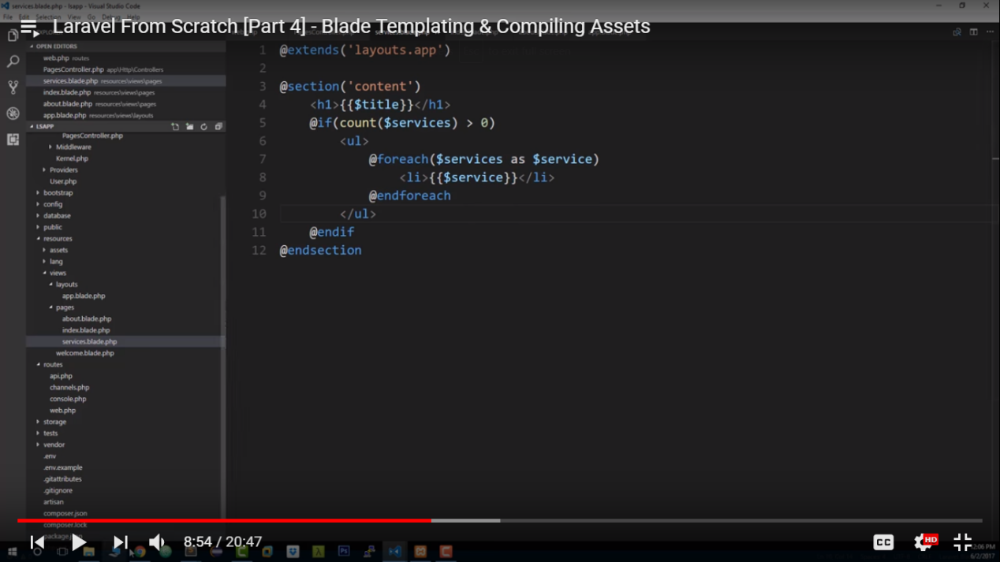 services.blade.php - lsapp - Visual Studio Code
File Edit Selection View Go Debug Help
Laravel From Scratch [Part 4] - Blade Templating & Compiling Assets
OPEN EDITORS
web.php routes
PagesController.php app\Http\Controllers
services.blade.php resources\views\pages
index.blade.php resources\views\pages
about.blade.php resources\views\pages
app.blade.php resources\views\layouts
LSAPP
PagesController.php
Middleware
Kernel.php
Providers
User.php
bootstrap
config
database
public
resources
assets
lang
views
layouts
app.blade.php
pages
about.blade.php
index.blade.php
services.blade.php
welcome.blade.php
routes
api.php
channels.php
console.php
web.php
storage
tests
vendor
.env
.env.example
.gitattributes
.gitignore
artisan
composer.json
composer.lock
1 @extends('layouts.app')
2
3 @section('content')
4 <h1>{{$title}}</h1>
5 @if(count($services) > 0)
6 <ul>
7 @foreach($services as $service)
8 <li>{{$service}}</li>
9 @endforeach
10 </ul>
11 @endif
12 @endsection
8:54 / 20:47
CC
HD
12:06 PM
6/2/2017